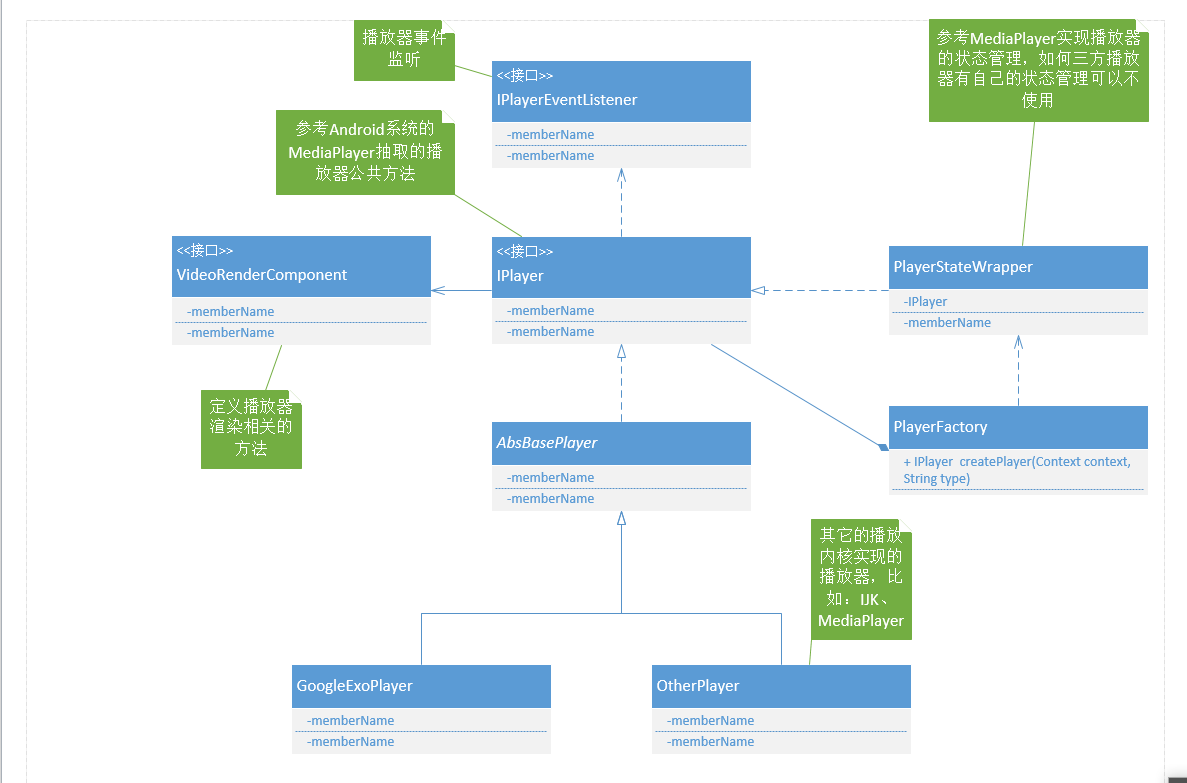 播放器事件
监听
<<接口>>
IPlayerEventListener
-memberName
-memberName
参考MediaPlayer实现播放器
的状态管理，如何三方播放
器有自己的状态管理可以不
使用
参考Android系统的
MediaPlayer抽取的播
放器公共方法
<<接口>>
VideoRenderComponent
-memberName
-memberName
<<接口>>
IPlayer
-memberName
-memberName
PlayerStateWrapper
-IPlayer
-memberName
定义播放器
渲染相关的
方法
AbsBasePlayer
-memberName
-memberName
PlayerFactory
+ IPlayer createPlayer(Context context,
String type)
其它的播放
内核实现的
播放器，比
如：IJK、
MediaPlayer
GoogleExoPlayer
-memberName
-memberName
OtherPlayer
-memberName
-memberName